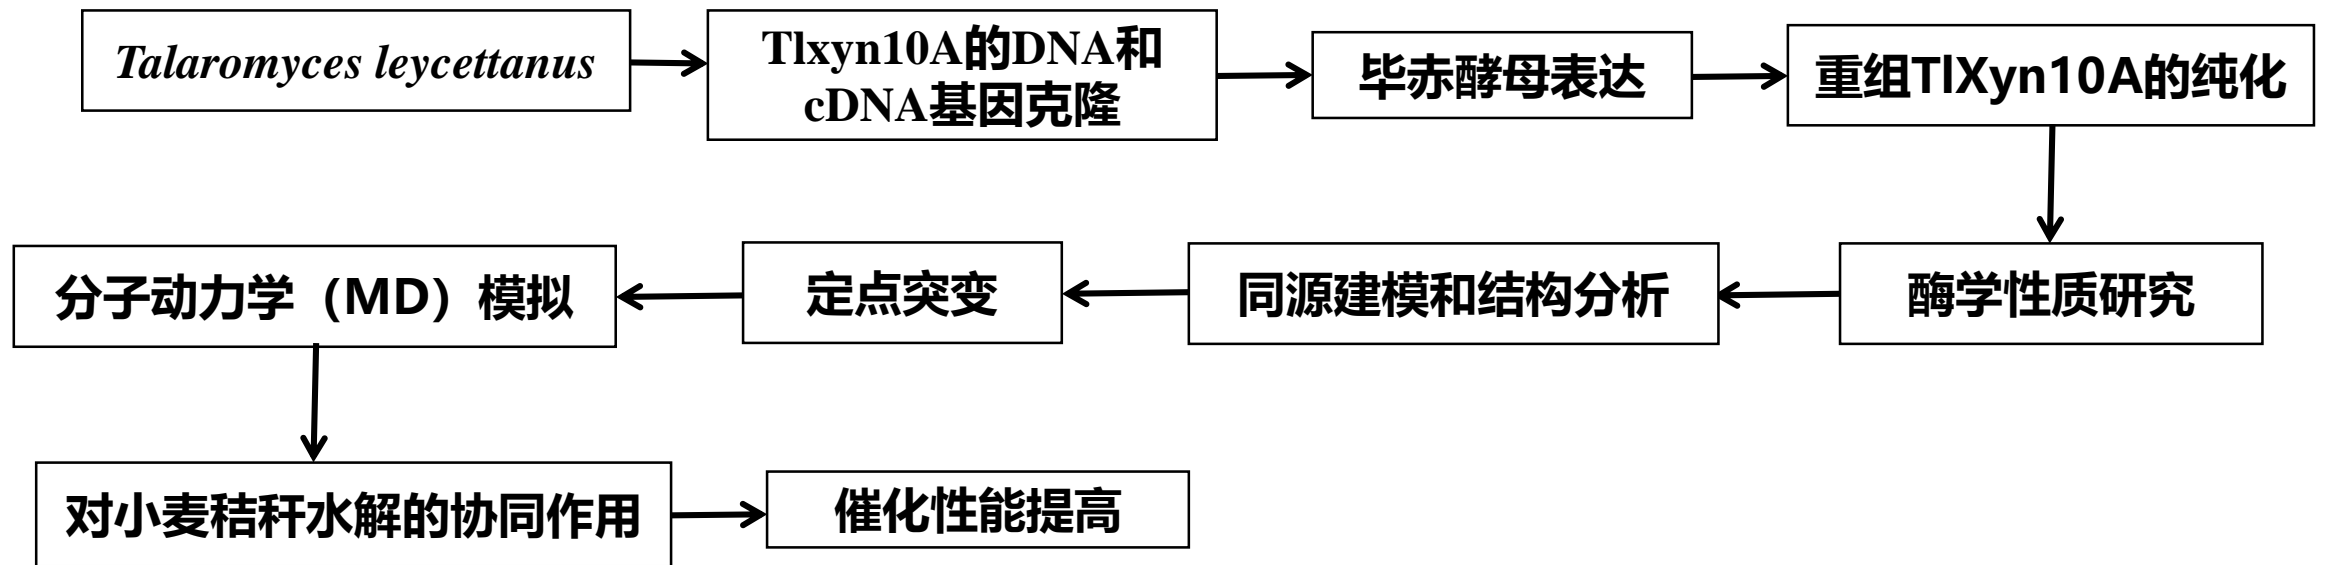 Talaromyces leycettanus
Tlxyn10A的DNA和
cDNA基因克隆
毕赤酵母表达
重组TlXyn10A的纯化
酶学性质研究
同源建模和结构分析
定点突变
分子动力学（MD）模拟
对小麦秸秆水解的协同作用
催化性能提高